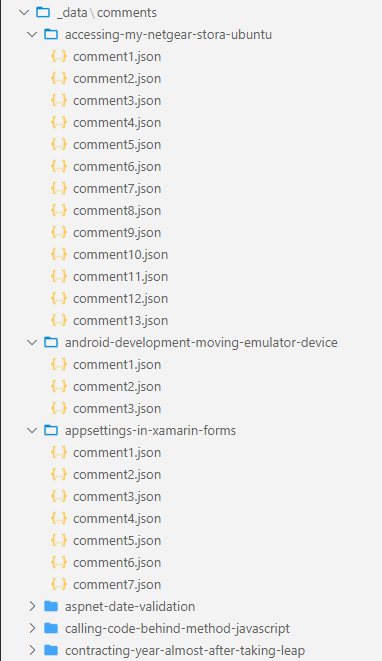 _data\comments
accessing-my-netgear-stora-ubuntu
{..} comment1.json
{..} comment2.json
{..} comment3.json
{..} comment4.json
{..} comment5.json
{..} comment6.json
{..} comment7.json
{..} comment8.json
{..} comment9.json
{..} comment10.json
{..} comment11.json
{..} comment12.json
{..} comment13.json
android-development-moving-emulator-device
{..} comment1.json
{..} comment2.json
{..} comment3.json
appsettings-in-xamarin-forms
{..} comment1.json
{..} comment2.json
{..} comment3.json
{..} comment4.json
{..} comment5.json
{..} comment6.json
{..} comment7.json
aspnet-date-validation
calling-code-behind-method-javascript
contracting-year-almost-after-taking-leap